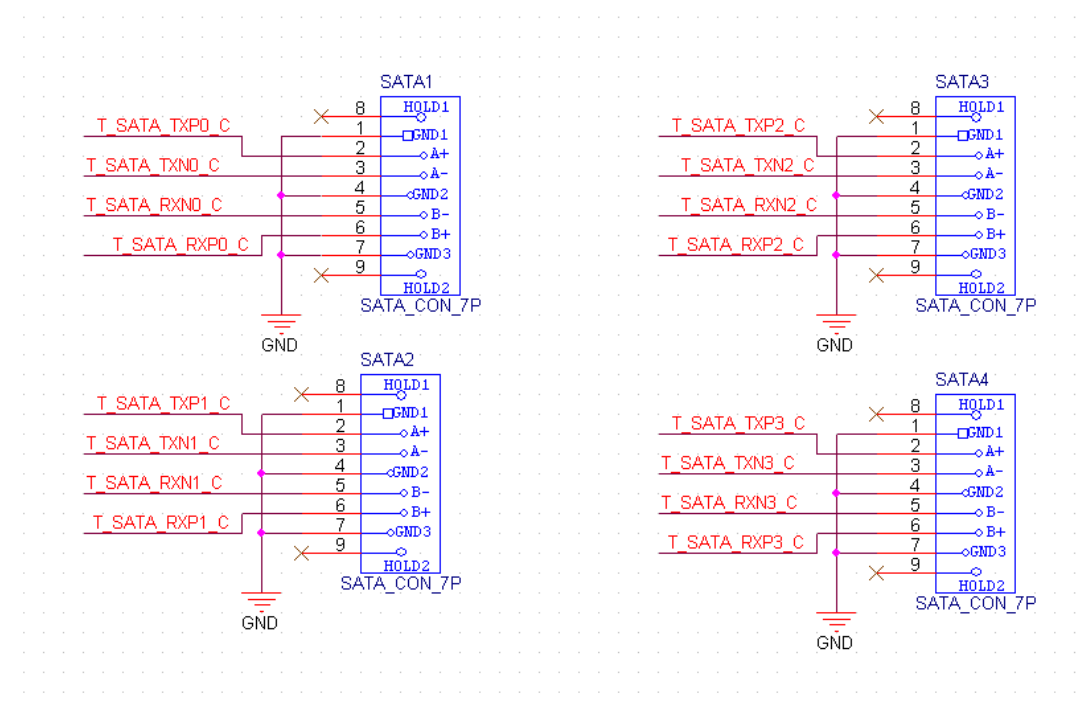 SATA1
8 HOLD1
T_SATA_TXP0_C 1 GND1
2 A+
T_SATA_TXN0_C 3 A-
4 GND2
T_SATA_RXN0_C 5 B-
6 B+
T_SATA_RXP0_C 7 GND3
9
HOLD2
SATA_CON_7P
GND
SATA3
8 HOLD1
T_SATA_TXP2_C 1 GND1
2 A+
T_SATA_TXN2_C 3 A-
4 GND2
T_SATA_RXN2_C 5 B-
6 B+
T_SATA_RXP2_C 7 GND3
9
HOLD2
SATA_CON_7P
GND
SATA2
8 HOLD1
T_SATA_TXP1_C 1 GND1
2 A+
T_SATA_TXN1_C 3 A-
4 GND2
T_SATA_RXN1_C 5 B-
6 B+
T_SATA_RXP1_C 7 GND3
9
HOLD2
SATA_CON_7P
GND
SATA4
8 HOLD1
T_SATA_TXP3_C 1 GND1
2 A+
T_SATA_TXN3_C 3 A-
4 GND2
T_SATA_RXN3_C 5 B-
6 B+
T_SATA_RXP3_C 7 GND3
9
HOLD2
SATA_CON_7P
GND